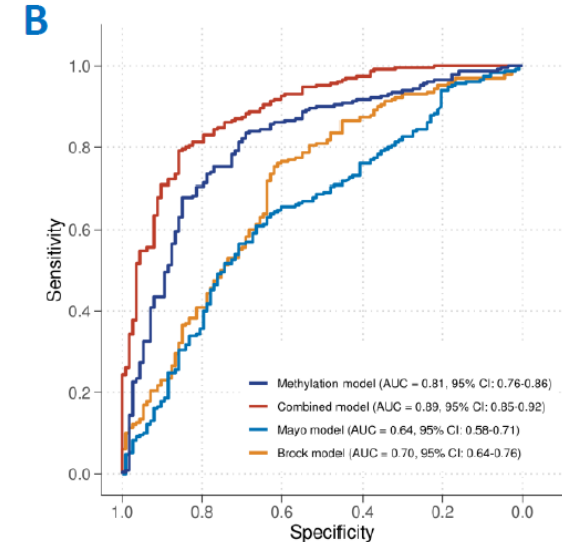 B
1.0
0.8
0.6
0.4
0.2
0.0
Sensitivity
Methylation model (AUC = 0.81, 95% CI: 0.76-0.86)
Combined model (AUC = 0.89, 95% CI: 0.85-0.92)
Mayo model (AUC = 0.64, 95% CI: 0.58-0.71)
Brock model (AUC = 0.70, 95% CI: 0.64-0.76)
1.0 0.8 0.6 0.4 0.2 0.0
Specificity